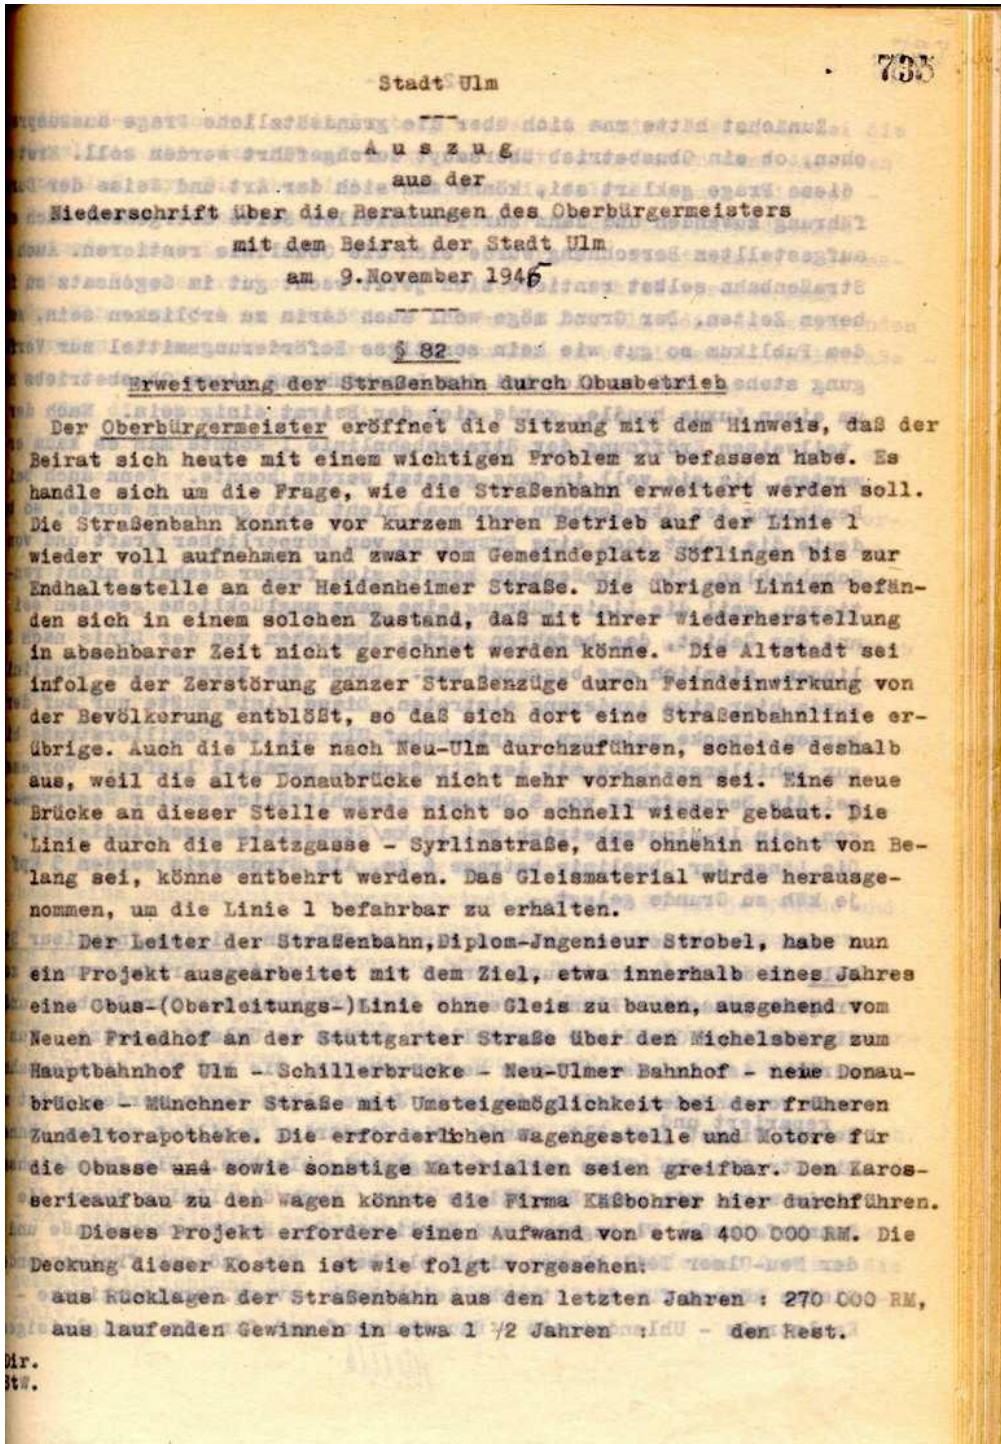 735
Stadt Ulm
Auszug
aus der
Niederschrift über die Beratungen des Oberbürgermeisters
mit dem Beirat der Stadt Ulm
am 9.November 1945
§ 82
Erweiterung der Straßenbahn durch Obusbetrieb
Der Oberbürgermeister eröffnet die Sitzung mit dem Hinweis, daß der
Beirat sich heute mit einem wichtigen Problem zu befassen habe. Es
handle sich um die Frage, wie die Straßenbahn erweitert werden soll.
Die Straßenbahn konnte vor kurzem ihren Betrieb auf der Linie 1
wieder voll aufnehmen und zwar vom Gemeindeplatz Söflingen bis zur
Endhaltestelle an der Heidenheimer Straße. Die übrigen Linien befän-
den sich in einem solchen Zustand, daß mit ihrer Wiederherstellung
in absehbarer Zeit nicht gerechnet werden könne. Die Altstadt sei
infolge der Zerstörung ganzer Straßenzüge durch Feindeinwirkung von
der Bevölkerung entblößt, so daß sich dort eine Straßenbahnlinie er-
übrige. Auch die Linie nach Neu-Ulm durchzuführen, scheide deshalb
aus, weil die alte Donaubrücke nicht mehr vorhanden sei. Eine neue
Brücke an dieser Stelle werde nicht so schnell wieder gebaut. Die
Linie durch die Platzgasse - Syrlinstraße, die ohnehin nicht von Be-
lang sei, könne entbehrt werden. Das Gleismaterial würde herausge-
nommen, um die Linie 1 befahrbar zu erhalten.
Der Leiter der Straßenbahn,Diplom-Jngenieur Strobel, habe nun
ein Projekt ausgearbeitet mit dem Ziel, etwa innerhalb eines Jahres
eine Obus-(Oberleitungs-)Linie ohne Gleis zu bauen, ausgehend vom
Neuen Friedhof an der Stuttgarter Straße über den Michelsberg zum
Hauptbahnhof Ulm - Schillerbrücke - Neu-Ulmer Bahnhof - neue Donau-
brücke - Münchner Straße mit Umsteigemöglichkeit bei der früheren
Zundeltorapotheke. Die erforderlichen Wagengestelle und Motore für
die Obusse und sowie sonstige Materialien seien greifbar. Den Karos-
serieaufbau zu den Wagen könnte die Firma Käßbohrer hier durchführen.
Dieses Projekt erfordere einen Aufwand von etwa 400 000 RM. Die
Deckung dieser Kosten ist wie folgt vorgesehen:
aus Rücklagen der Straßenbahn aus den letzten Jahren : 270 000 RM,
aus laufenden Gewinnen in etwa 1 /2 Jahren : den Rest.
Dir.
Stw.